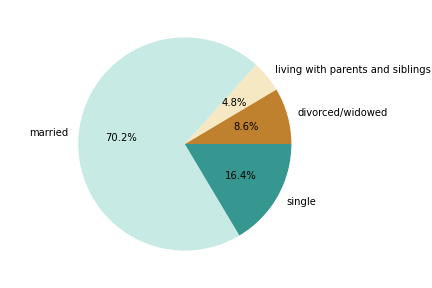 living with parents and siblings
4.8%
divorced/widowed
8.6%
married
70.2%
16.4%
single